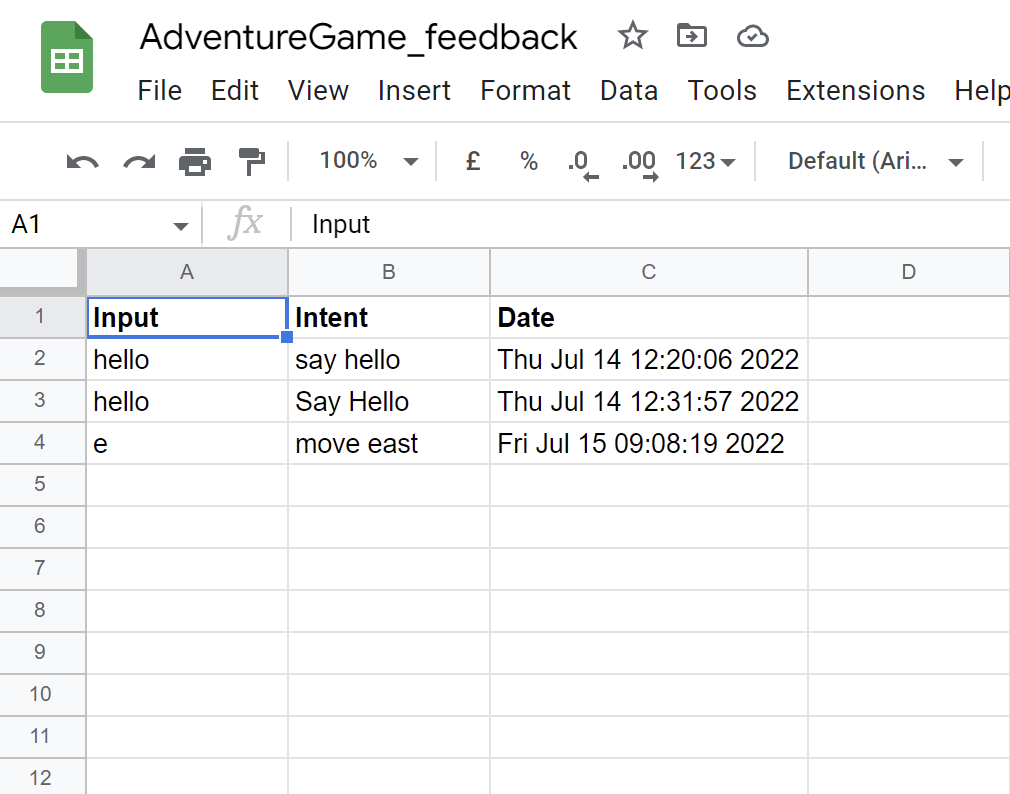 AdventureGame_feedback
File Edit View Insert Format Data Tools Extensions Help
100% £ % .0 .00 123 Default (Ari...
A1 fx Input
A B C D
1 Input Intent Date
2 hello say hello Thu Jul 14 12:20:06 2022
3 hello Say Hello Thu Jul 14 12:31:57 2022
4 e move east Fri Jul 15 09:08:19 2022
5
6
7
8
9
10
11
12